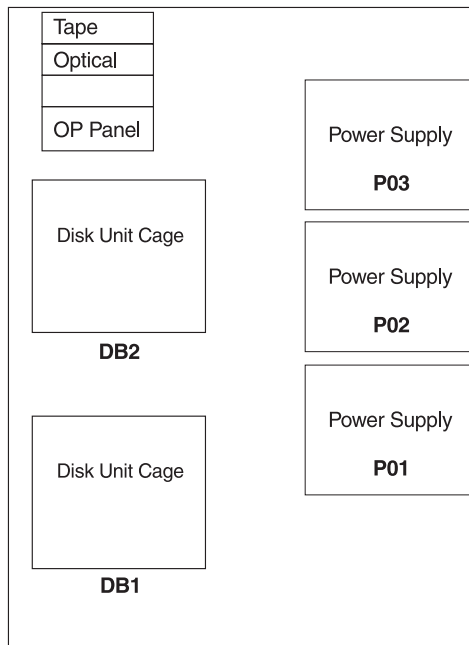 Tape
Optical
OP Panel
Power Supply
P03
Disk Unit Cage
DB2
Power Supply
P02
Power Supply
P01
Disk Unit Cage
DB1